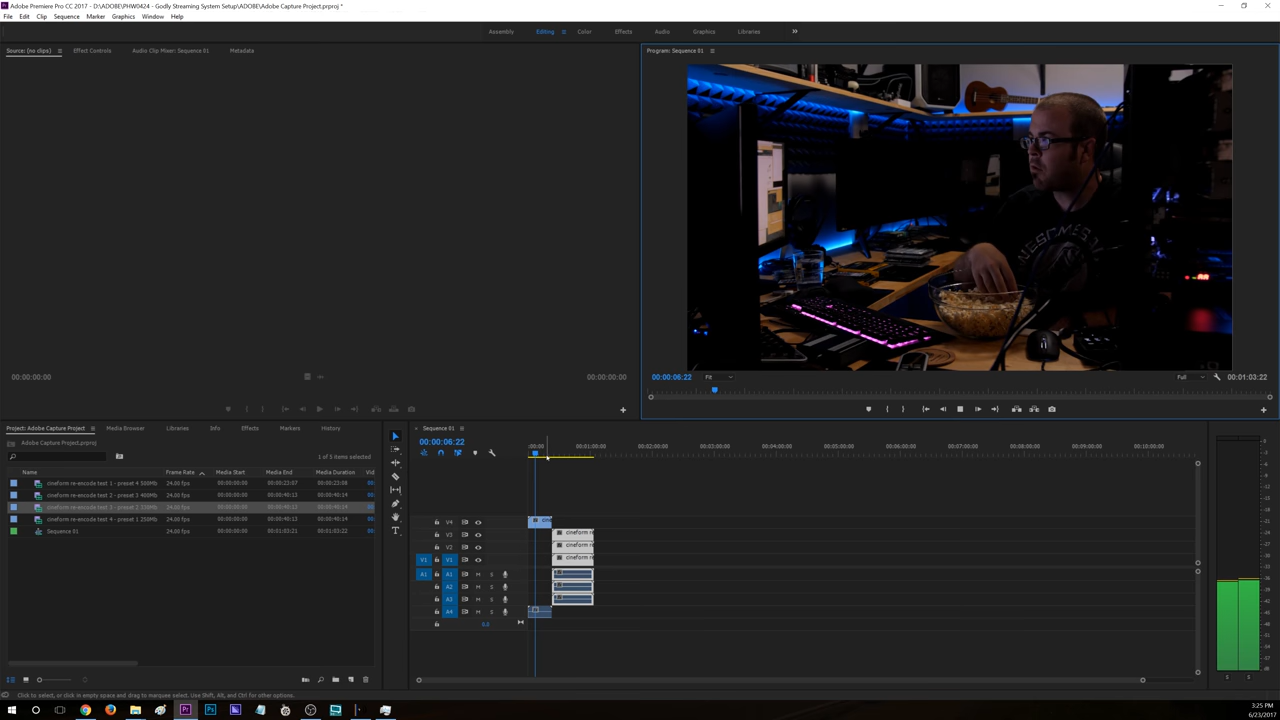 Adobe Premiere Pro CC 2017 - D:\ADOBE\PHW0424 - Godly Streaming System Setup\ADOBE\Adobe Capture Project.prproj *
File Edit Clip Sequence Marker Graphics Window Help
Assembly Editing Color Effects Audio Graphics Libraries
Source: (no clips) Effect Controls Audio Clip Mixer: Sequence 01 Metadata
Program: Sequence 01
00:00:00:00 00:00:00:00
00:00:06:22 Fit Full 00:01:03:22
Project: Adobe Capture Project Media Browser Libraries Info Effects Markers History
Adobe Capture Project.prproj
1 of 5 items selected
Name Frame Rate Media Start Media End Media Duration Vid
cineform re-encode test 1 - preset 4 500Mb 24.00 fps 00:00:00:00 00:00:23:07 00:00:23:08
cineform re-encode test 2 - preset 3 400Mb 24.00 fps 00:00:00:00 00:00:40:13 00:00:40:14
cineform re-encode test 3 - preset 2 320Mb 24.00 fps 00:00:00:00 00:00:40:13 00:00:40:14
cineform re-encode test 4 - preset 1 250Mb 24.00 fps 00:00:00:00 00:00:40:13 00:00:40:14
Sequence 01 24.00 fps 00:00:00:00 00:01:03:21 00:01:03:22
Sequence 01
00:00:06:22
:00:00 00:01:00:00 00:02:00:00 00:03:00:00 00:04:00:00 00:05:00:00 00:06:00:00 00:07:00:00 00:08:00:00 00:09:00:00 00:10:00:00
V4 cine
V3 cineform re
V2 cineform re
V1 V1 cineform re
A1 A1 M S
A2 M S
A3 M S
A4 M S
0.0
S S
Click to select, or click in empty space and drag to marquee select. Use Shift, Alt, and Ctrl for other options.
3:25 PM
6/23/2017